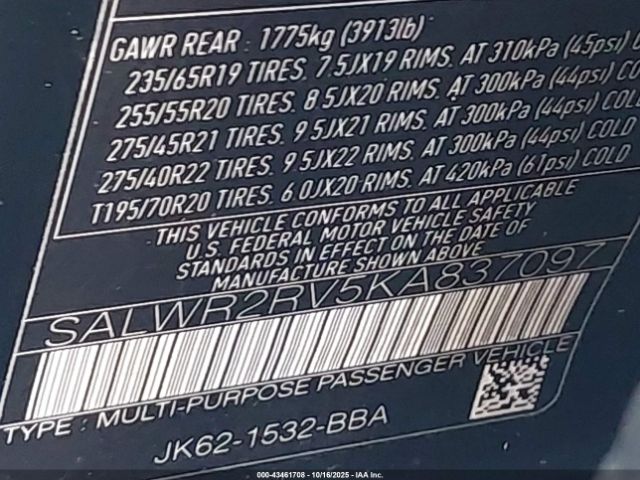 GAWR REAR : 1775kg (3913lb)
235/65R19 TIRES. 7.5JX19 RIMS. AT 310kPa (45psi)
255/55R20 TIRES. 8 5JX20 RIMS. AT 300kPa (44psi)
275/45R21 TIRES. 9 5JX21 RIMS. AT 300kPa (44psi) COLD
275/40R22 TIRES. 9.5JX22 RIMS. AT 300kPa (44psi) COLD
T195/70R20 TIRES. 6.0JX20 RIMS. AT 420kPa (61psi) COLD
THIS VEHICLE CONFORMS TO ALL APPLICABLE
U.S. FEDERAL MOTOR VEHICLE SAFETY
STANDARDS IN EFFECT ON THE DATE OF
MANUFACTURE SHOWN ABOVE.
SALWR2RV5KA837097
TYPE : MULTI-PURPOSE PASSENGER VEHICLE
JK62-1532-BBA
000-43461708 | 10/16/2025 | IAA Corp.